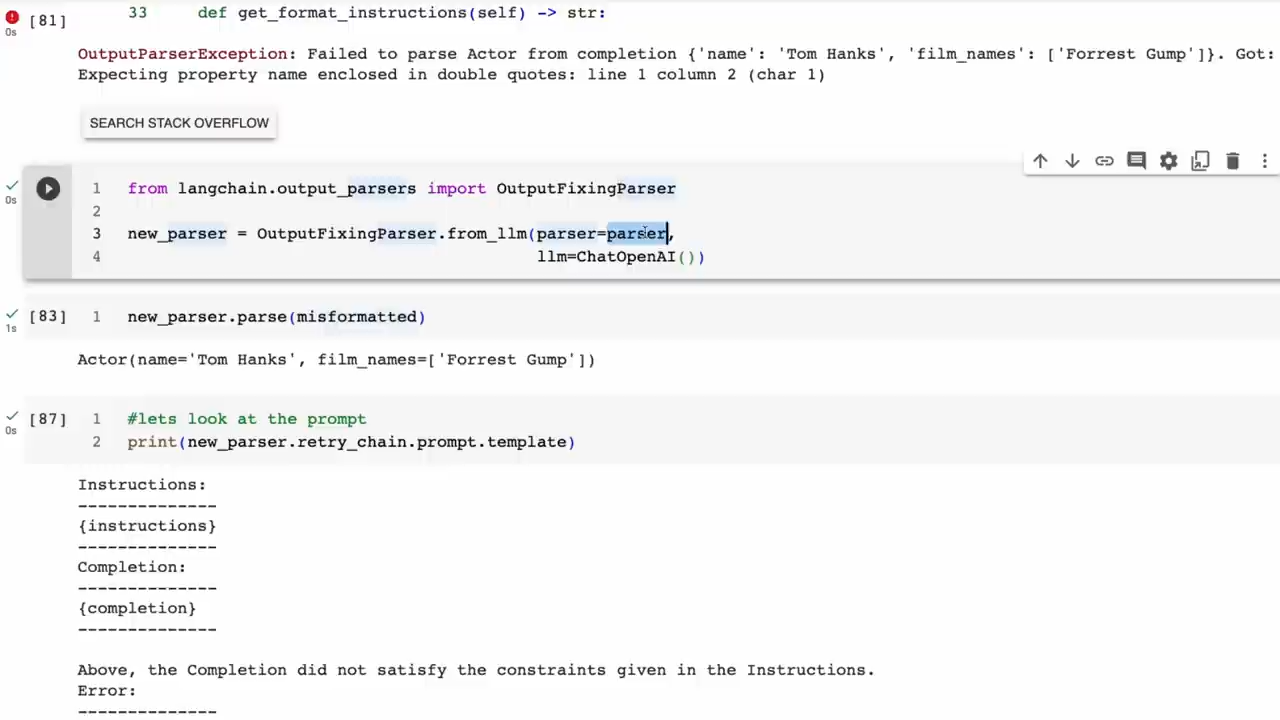 [81] 33 def get_format_instructions(self) -> str:
0s
OutputParserException: Failed to parse Actor from completion {'name': 'Tom Hanks', 'film_names': ['Forrest Gump']}. Got:
Expecting property name enclosed in double quotes: line 1 column 2 (char 1)
SEARCH STACK OVERFLOW
1 from langchain.output_parsers import OutputFixingParser
0s
2
3 new_parser = OutputFixingParser.from_llm(parser=parser,
4 llm=ChatOpenAI())
[83] 1 new_parser.parse(misformatted)
1s
Actor(name='Tom Hanks', film_names=['Forrest Gump'])
[87] 1 #lets look at the prompt
0s
2 print(new_parser.retry_chain.prompt.template)
Instructions:
--------------
{instructions}
--------------
Completion:
--------------
{completion}
--------------
Above, the Completion did not satisfy the constraints given in the Instructions.
Error:
--------------